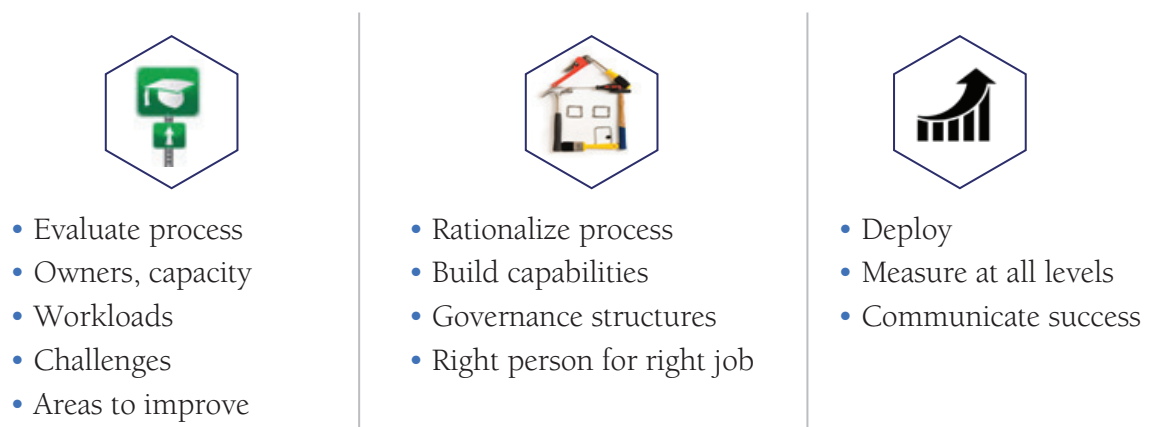 • Evaluate process
• Owners, capacity
• Workloads
• Challenges
• Areas to improve
• Rationalize process
• Build capabilities
• Governance structures
• Right person for right job
• Deploy
• Measure at all levels
• Communicate success